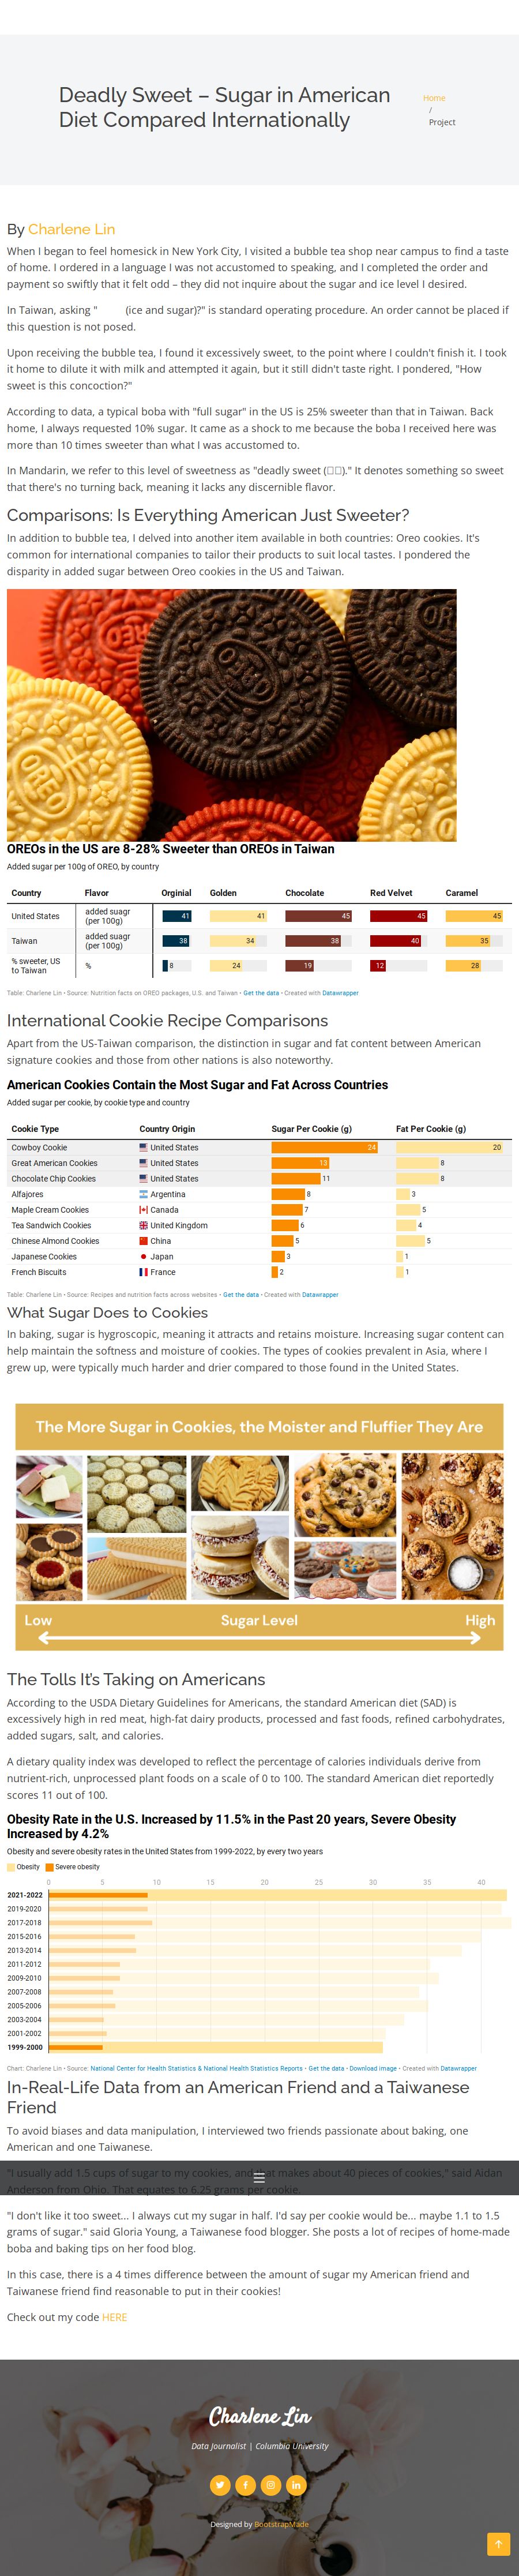 Deadly Sweet – Sugar in American
Diet Compared Internationally
Home
/
Project
By Charlene Lin
When I began to feel homesick in New York City, I visited a bubble tea shop near campus to find a taste
of home. I ordered in a language I was not accustomed to speaking, and I completed the order and
payment so swiftly that it felt odd – they did not inquire about the sugar and ice level I desired.
In Taiwan, asking " (ice and sugar)?" is standard operating procedure. An order cannot be placed if
this question is not posed.
Upon receiving the bubble tea, I found it excessively sweet, to the point where I couldn't finish it. I took
it home to dilute it with milk and attempted it again, but it still didn't taste right. I pondered, "How
sweet is this concoction?"
According to data, a typical boba with "full sugar" in the US is 25% sweeter than that in Taiwan. Back
home, I always requested 10% sugar. It came as a shock to me because the boba I received here was
more than 10 times sweeter than what I was accustomed to.
In Mandarin, we refer to this level of sweetness as "deadly sweet (▯▯)." It denotes something so sweet
that there's no turning back, meaning it lacks any discernible flavor.
Comparisons: Is Everything American Just Sweeter?
In addition to bubble tea, I delved into another item available in both countries: Oreo cookies. It's
common for international companies to tailor their products to suit local tastes. I pondered the
disparity in added sugar between Oreo cookies in the US and Taiwan.
OREO
OREOs in the US are 8-28% Sweeter than OREOs in Taiwan
Added sugar per 100g of OREO, by country
Country Flavor Orginial Golden Chocolate Red Velvet Caramel
United States added suagr (per 100g) 41 41 45 45 45
Taiwan added suagr (per 100g) 38 34 38 40 35
% sweeter, US to Taiwan % 8 24 19 12 28
Table: Charlene Lin • Source: Nutrition facts on OREO packages, U.S. and Taiwan • Get the data • Created with Datawrapper
International Cookie Recipe Comparisons
Apart from the US-Taiwan comparison, the distinction in sugar and fat content between American
signature cookies and those from other nations is also noteworthy.
American Cookies Contain the Most Sugar and Fat Across Countries
Added sugar per cookie, by cookie type and country
Cookie Type Country Origin Sugar Per Cookie (g) Fat Per Cookie (g)
Cowboy Cookie United States 24 20
Great American Cookies United States 13 8
Chocolate Chip Cookies United States 11 8
Alfajores Argentina 8 3
Maple Cream Cookies Canada 7 5
Tea Sandwich Cookies United Kingdom 6 4
Chinese Almond Cookies China 5 5
Japanese Cookies Japan 3 1
French Biscuits France 2 1
Table: Charlene Lin • Source: Recipes and nutrition facts across websites • Get the data • Created with Datawrapper
What Sugar Does to Cookies
In baking, sugar is hygroscopic, meaning it attracts and retains moisture. Increasing sugar content can
help maintain the softness and moisture of cookies. The types of cookies prevalent in Asia, where I
grew up, were typically much harder and drier compared to those found in the United States.
The More Sugar in Cookies, the Moister and Fluffier They Are
Low Sugar Level High
The Tolls It's Taking on Americans
According to the USDA Dietary Guidelines for Americans, the standard American diet (SAD) is
excessively high in red meat, high-fat dairy products, processed and fast foods, refined carbohydrates,
added sugars, salt, and calories.
A dietary quality index was developed to reflect the percentage of calories individuals derive from
nutrient-rich, unprocessed plant foods on a scale of 0 to 100. The standard American diet reportedly
scores 11 out of 100.
Obesity Rate in the U.S. Increased by 11.5% in the Past 20 years, Severe Obesity
Increased by 4.2%
Obesity and severe obesity rates in the United States from 1999-2022, by every two years
Obesity Severe obesity
0 5 10 15 20 25 30 35 40
2021-2022
2019-2020
2017-2018
2015-2016
2013-2014
2011-2012
2009-2010
2007-2008
2005-2006
2003-2004
2001-2002
1999-2000
Chart: Charlene Lin • Source: National Center for Health Statistics & National Health Statistics Reports • Get the data • Download image • Created with Datawrapper
In-Real-Life Data from an American Friend and a Taiwanese
Friend
To avoid biases and data manipulation, I interviewed two friends passionate about baking, one
American and one Taiwanese.
"I usually add 1.5 cups of sugar to my cookies, and that makes about 40 pieces of cookies," said Aidan
Anderson from Ohio. That equates to 6.25 grams per cookie.
"I don't like it too sweet... I always cut my sugar in half. I'd say per cookie would be... maybe 1.1 to 1.5
grams of sugar." said Gloria Young, a Taiwanese food blogger. She posts a lot of recipes of home-made
boba and baking tips on her food blog.
In this case, there is a 4 times difference between the amount of sugar my American friend and
Taiwanese friend find reasonable to put in their cookies!
Check out my code HERE
Charlene Lin
Data Journalist | Columbia University
Designed by BootstrapMade